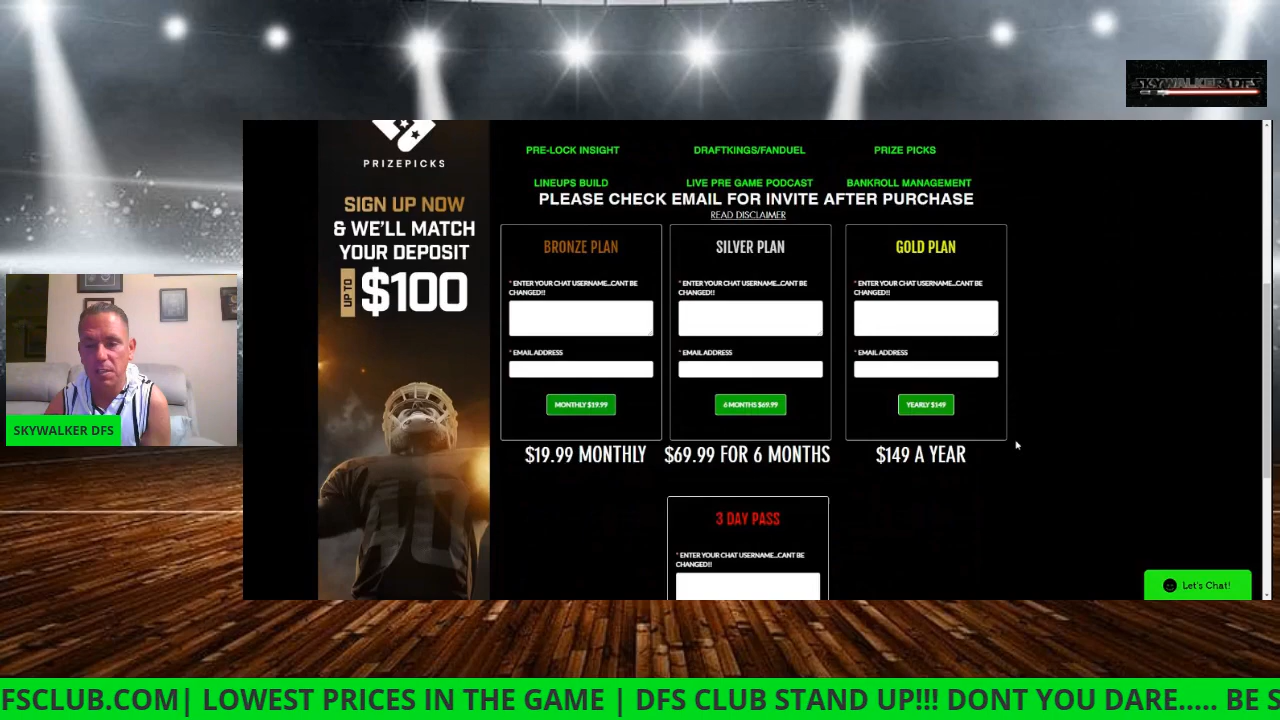 SKYWALKER DFS
PRIZEPICKS
SIGN UP NOW
& WE'LL MATCH
YOUR DEPOSIT
UP TO
$100
PRE-LOCK INSIGHT
DRAFTKINGS/FANDUEL
PRIZE PICKS
LINEUPS BUILD
LIVE PRE GAME PODCAST
BANKROLL MANAGEMENT
PLEASE CHECK EMAIL FOR INVITE AFTER PURCHASE
READ DISCLAIMER
BRONZE PLAN
* ENTER YOUR CHAT USERNAME...CANT BE
CHANGED!!
* EMAIL ADDRESS
MONTHLY $19.99
$19.99 MONTHLY
SILVER PLAN
* ENTER YOUR CHAT USERNAME...CANT BE
CHANGED!!
* EMAIL ADDRESS
6 MONTHS $69.99
$69.99 FOR 6 MONTHS
GOLD PLAN
* ENTER YOUR CHAT USERNAME...CANT BE
CHANGED!!
* EMAIL ADDRESS
YEARLY $149
$149 A YEAR
3 DAY PASS
* ENTER YOUR CHAT USERNAME...CANT BE
CHANGED!!
Let's Chat!
SKYWALKER DFS
FSCLUB.COM| LOWEST PRICES IN THE GAME | DFS CLUB STAND UP!!! DONT YOU DARE..... BE S